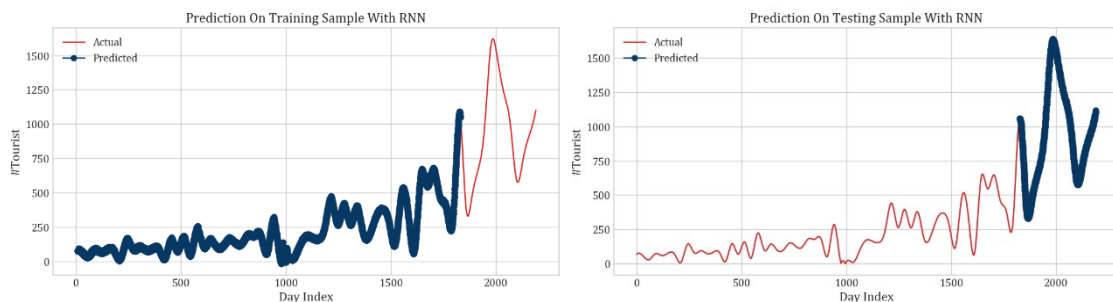 Prediction On Training Sample With RNN
Actual
Predicted
1500
1250
1000
750
500
250
0
#Tourist
0 500 1000 1500 2000
Day Index
Prediction On Testing Sample With RNN
Actual
Predicted
1500
1250
1000
750
500
250
0
#Tourist
0 500 1000 1500 2000
Day Index